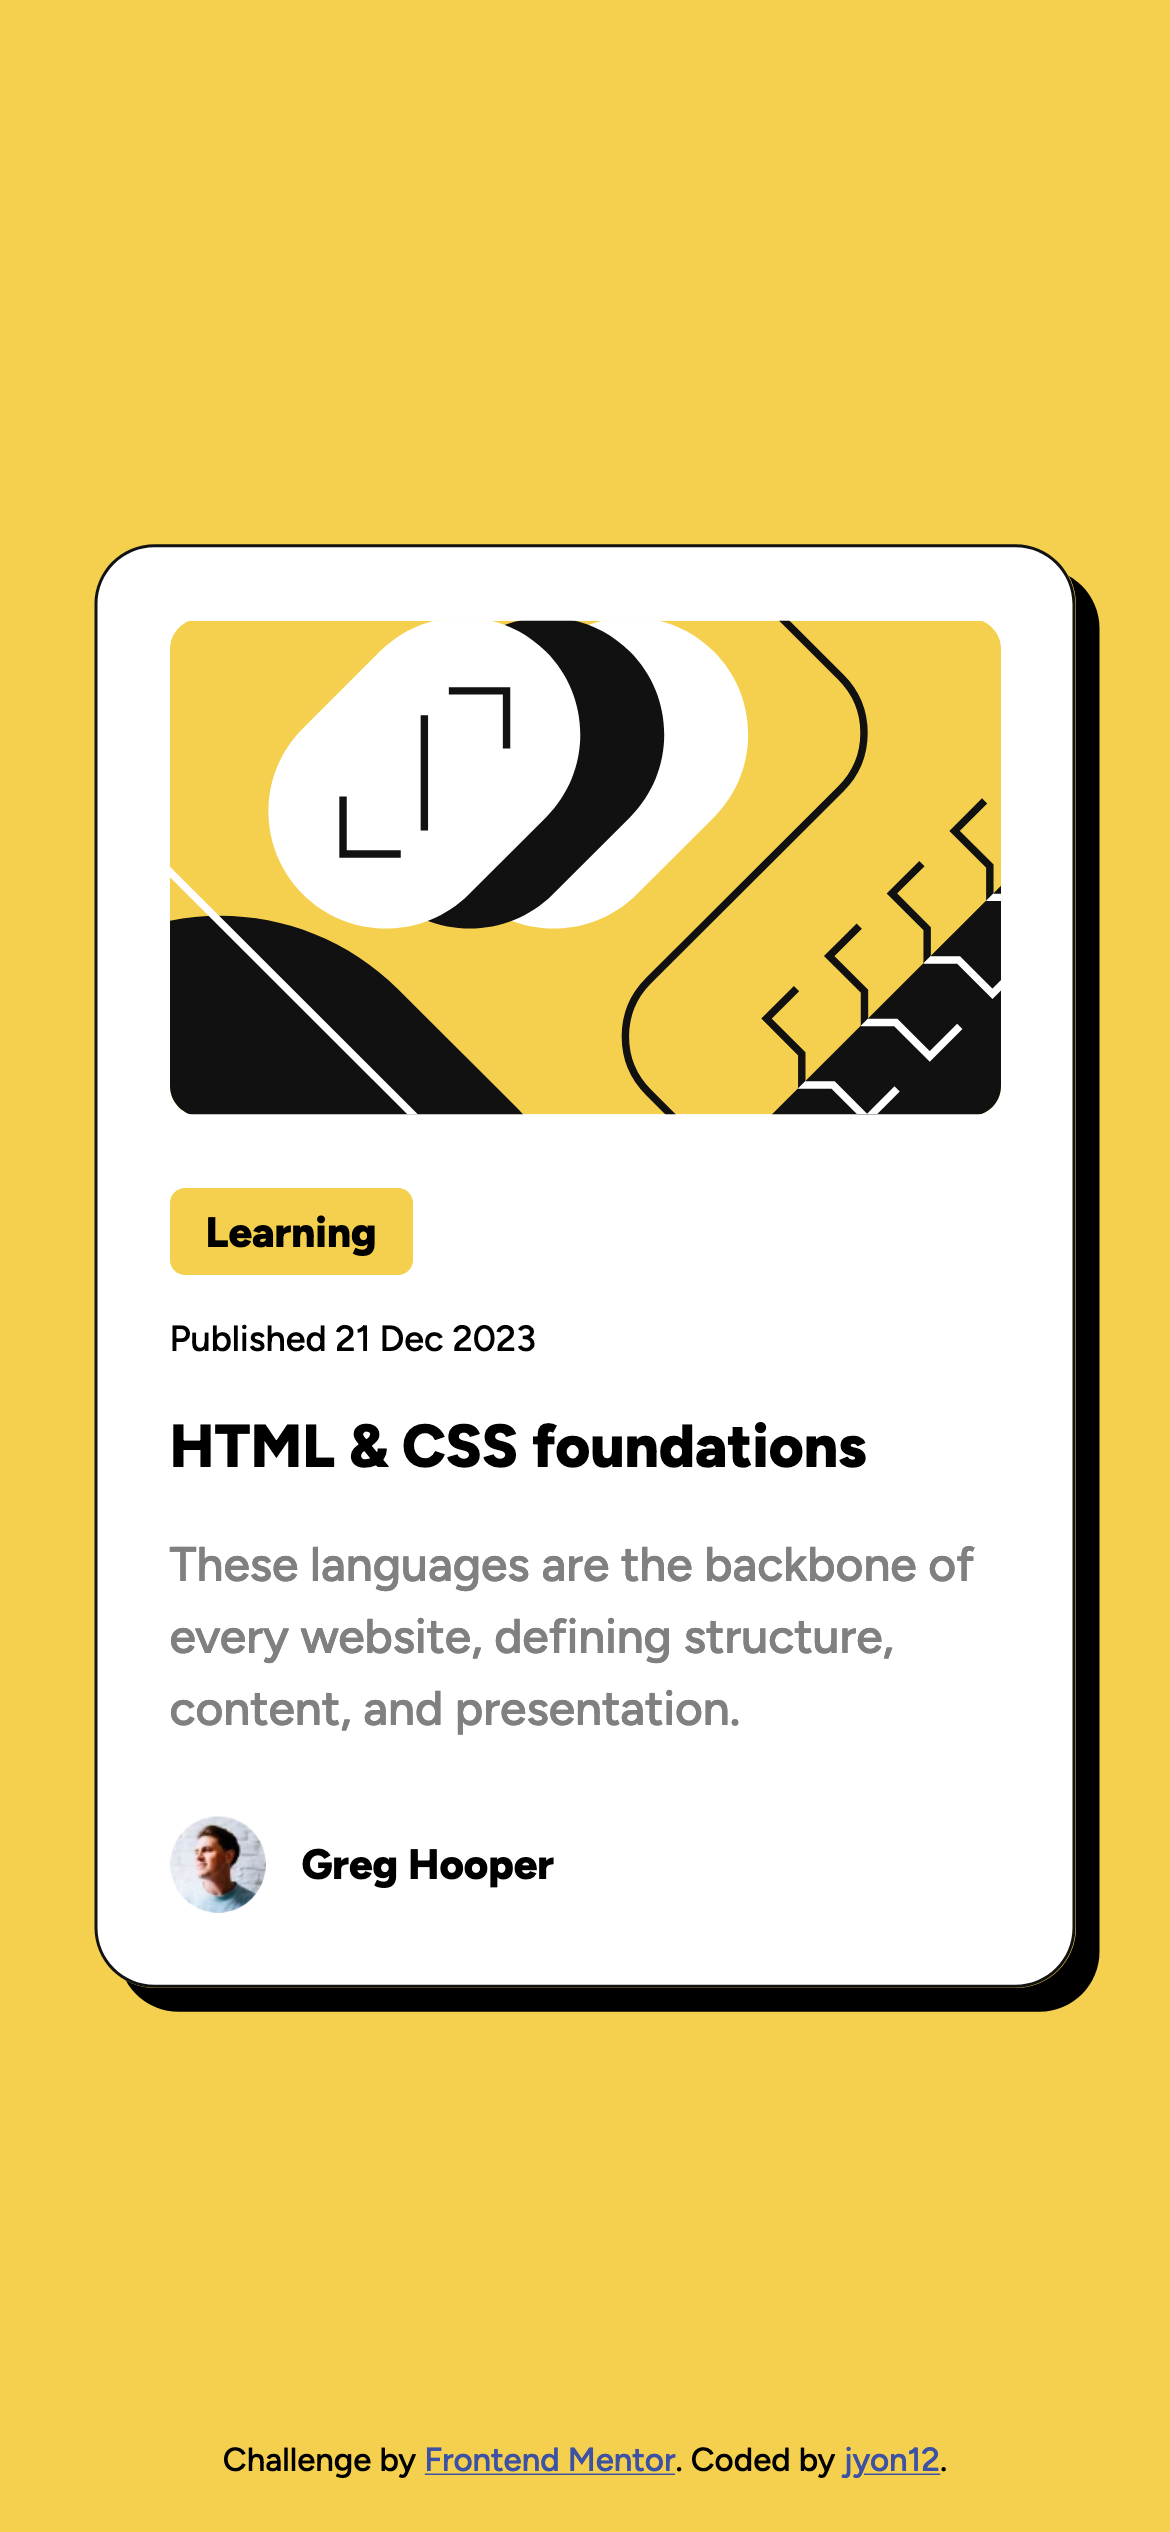 Learning
Published 21 Dec 2023
HTML & CSS foundations
These languages are the backbone of
every website, defining structure,
content, and presentation.
Greg Hooper
Challenge by Frontend Mentor. Coded by jyon12.